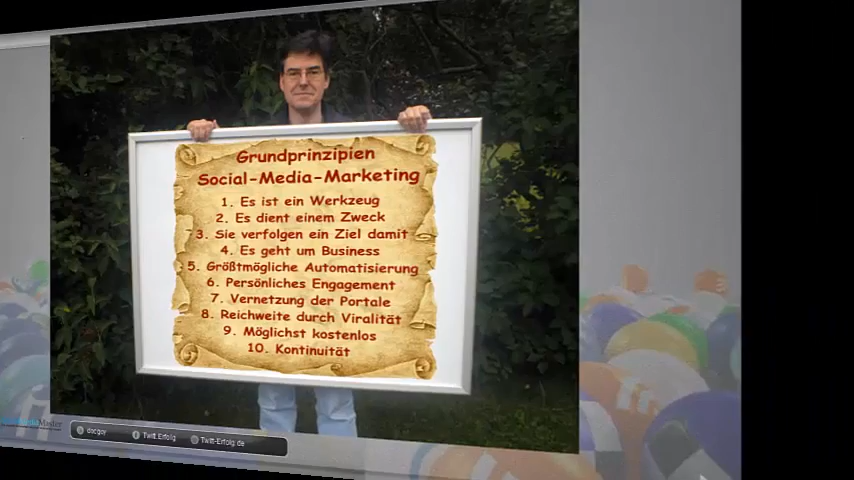 Grundprinzipien
Social-Media-Marketing
1. Es ist ein Werkzeug
2. Es dient einem Zweck
3. Sie verfolgen ein Ziel damit
4. Es geht um Business
5. Größtmögliche Automatisierung
6. Persönliches Engagement
7. Vernetzung der Portale
8. Reichweite durch Viralität
9. Möglichst kostenlos
10. Kontinuität
docgoy Twitt.Erfolg Twitt-Erfolg.de